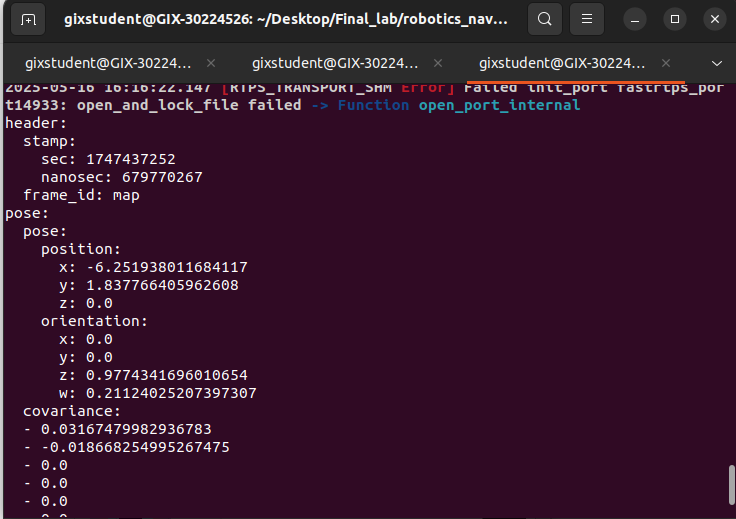 gixstudent@GIX-30224526: ~/Desktop/Final_lab/robotics_nav...
gixstudent@GIX-30224... × gixstudent@GIX-30224... × gixstudent@GIX-30224... ×
2025-05-16 16:16:22.147 [RTPS_TRANSPORT_SHM Error] Failed init_port fastrtps_por
t14933: open_and_lock_file failed -> Function open_port_internal
header:
  stamp:
    sec: 1747437252
    nanosec: 679770267
  frame_id: map
pose:
  pose:
    position:
      x: -6.251938011684117
      y: 1.837766405962608
      z: 0.0
    orientation:
      x: 0.0
      y: 0.0
      z: 0.9774341696010654
      w: 0.21124025207397307
  covariance:
  - 0.03167479982936783
  - -0.018668254995267475
  - 0.0
  - 0.0
  - 0.0